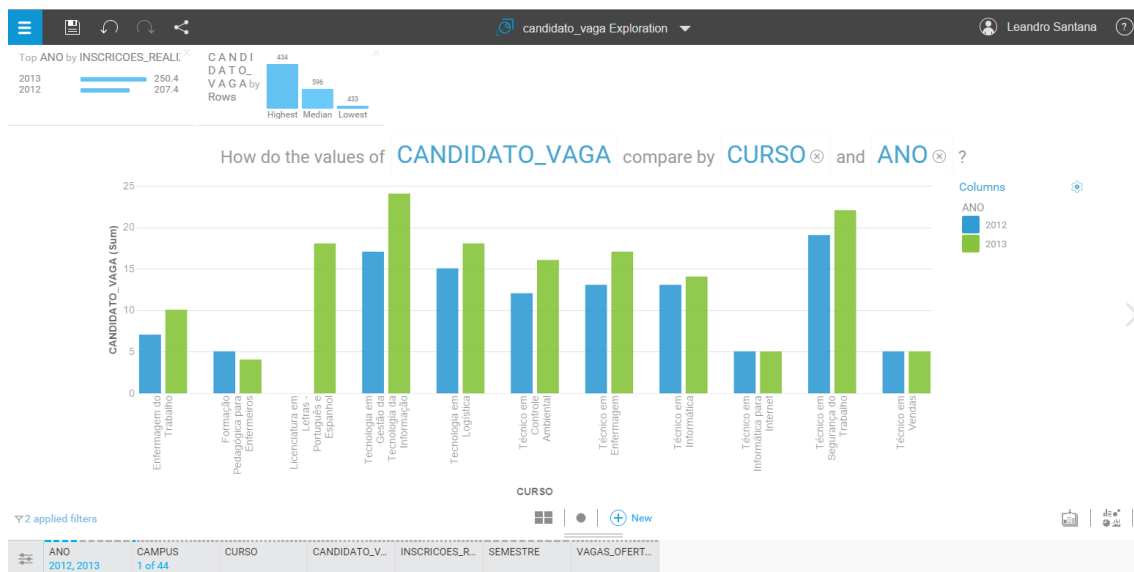 candidato_vaga Exploration
Leandro Santana
?
Top ANO by INSCRICOES_REALI:
2013 250.4
2012 207.4
CANDI
DATO_
VAGA by
Rows
434
596
433
Highest Median Lowest
How do the values of CANDIDATO_VAGA compare by CURSO and ANO ?
Columns
ANO
2012
2013
CANDIDATO_VAGA (Sum)
25
20
15
10
5
0
Enfermagem do
Trabalho
Formação
Pedagógica para
Enfermeiros
Licenciatura em
Letras -
Português e
Espanhol
Tecnologia em
Gestão da
Tecnologia da
Informação
Tecnologia em
Logística
Técnico em
Controle
Ambiental
Técnico em
Enfermagem
Técnico em
Informática
Técnico em
Informática para
Internet
Técnico em
Segurança do
Trabalho
Técnico em
Vendas
CURSO
2 applied filters
New
ANO CAMPUS CURSO CANDIDATO_V... INSCRICOES_R... SEMESTRE VAGAS_OFERT...
2012, 2013 1 of 44